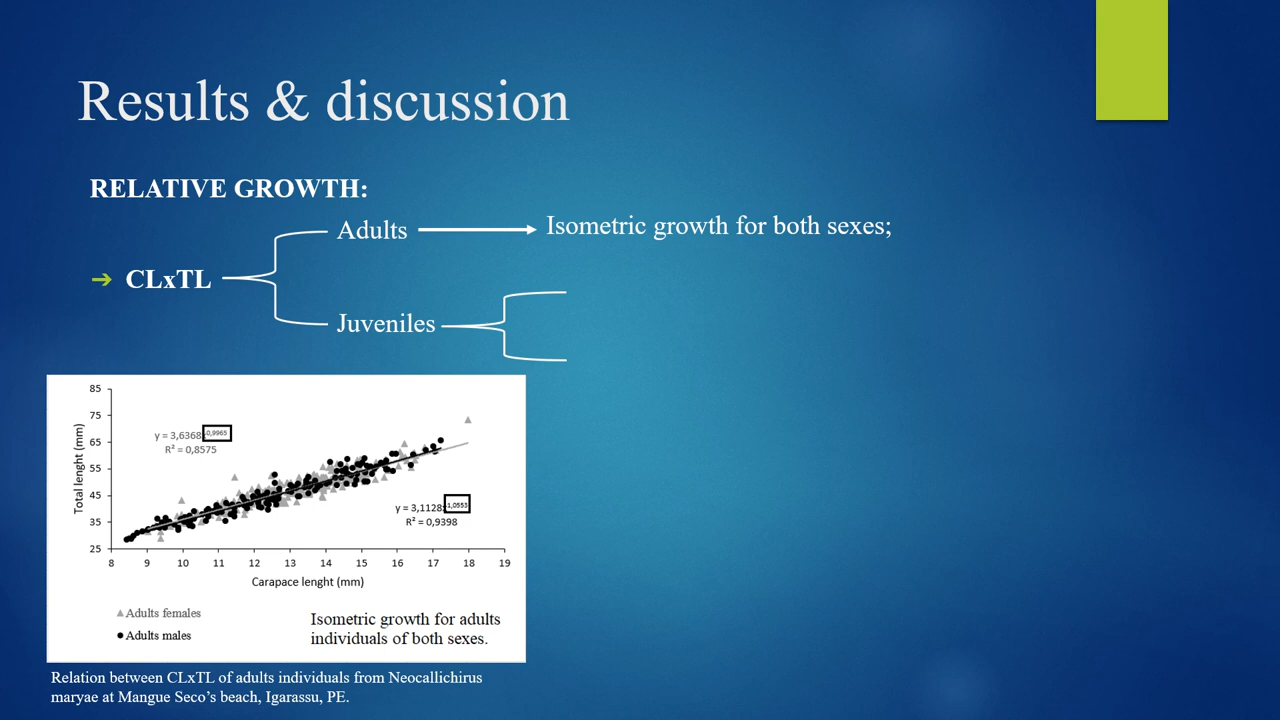 Results & discussion
RELATIVE GROWTH:
Adults
Isometric growth for both sexes;
➔ CLxTL
Juveniles
85
75
65
55
45
35
25
Total lenght (mm)
y = 3,6368x^0,9965
R² = 0,8575
y = 3,1128x^1,0553
R² = 0,9398
8 9 10 11 12 13 14 15 16 17 18 19
Carapace lenght (mm)
Adults females
Adults males
Isometric growth for adults
individuals of both sexes.
Relation between CLxTL of adults individuals from Neocallichirus
maryae at Mangue Seco’s beach, Igarassu, PE.